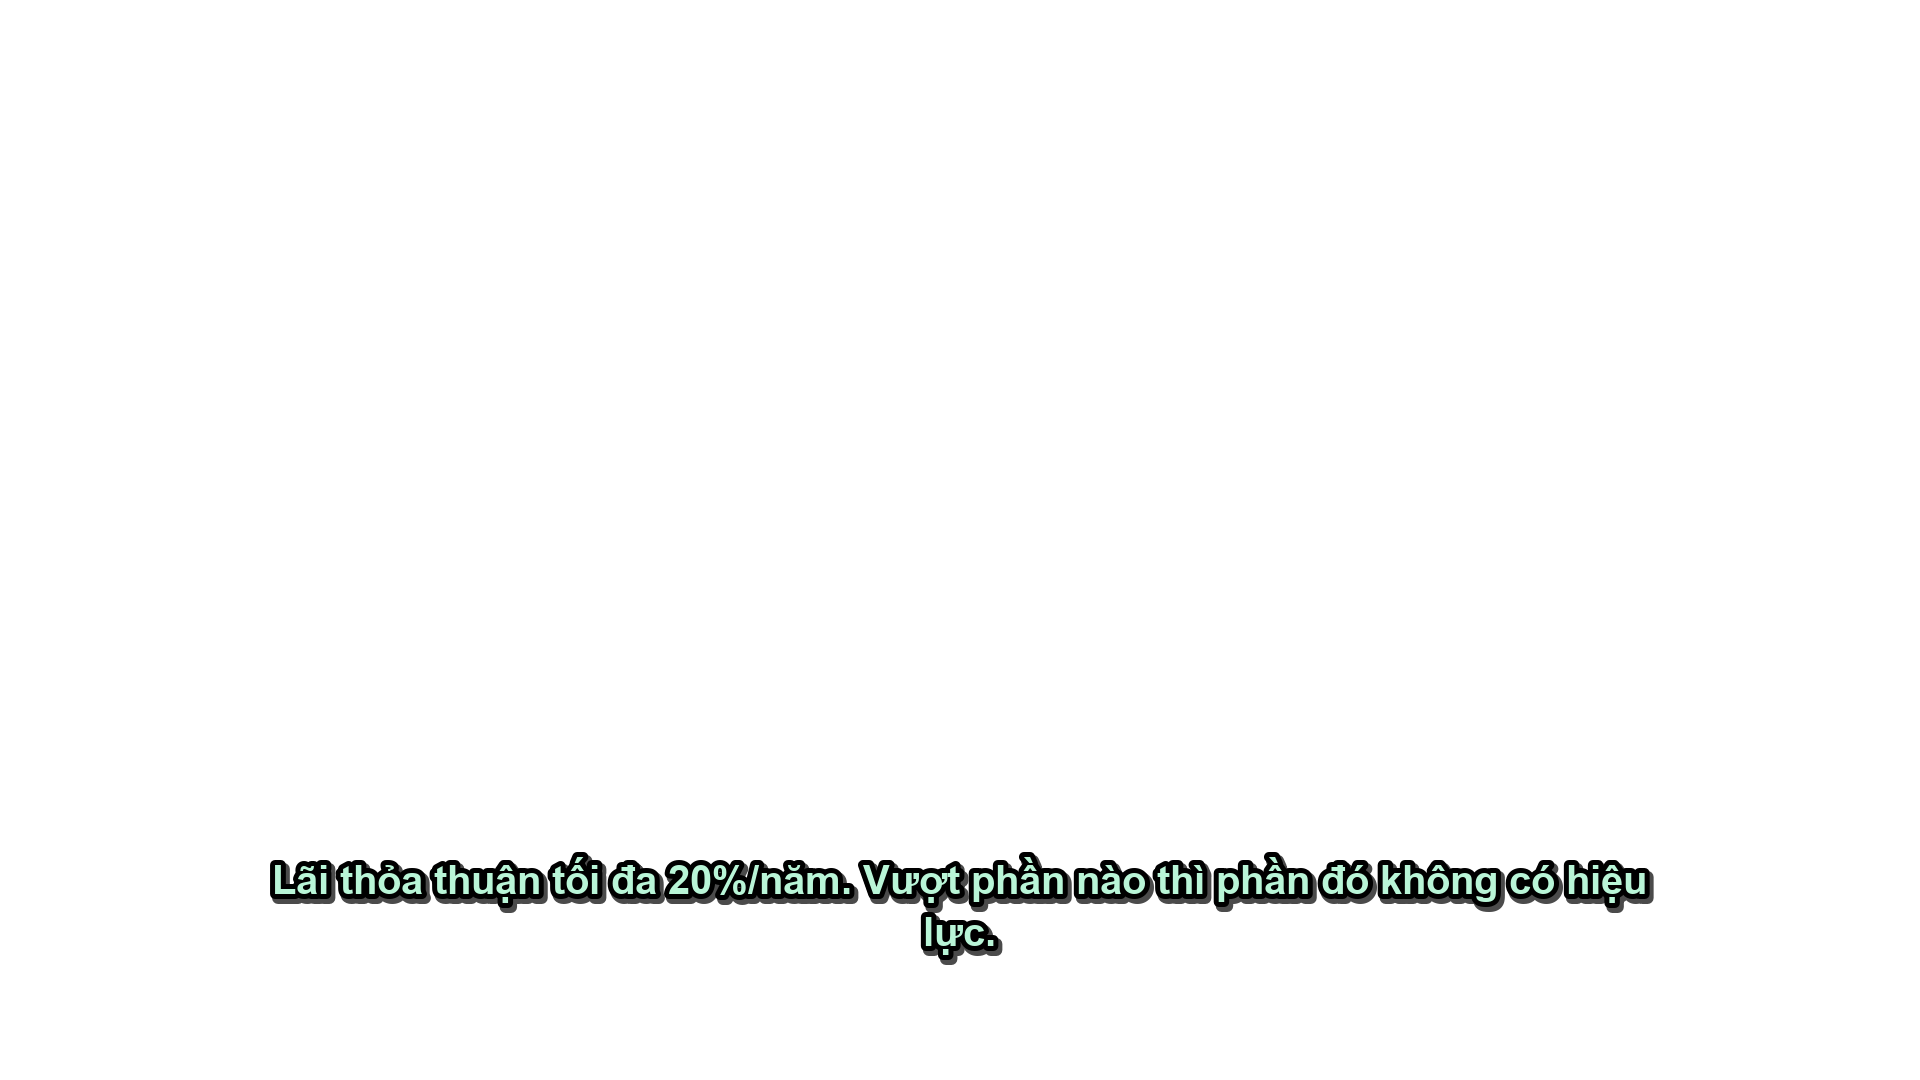 Lãi thỏa thuận tối đa 20%/năm. Vượt phần nào thì phần đó không có hiệu
lực.